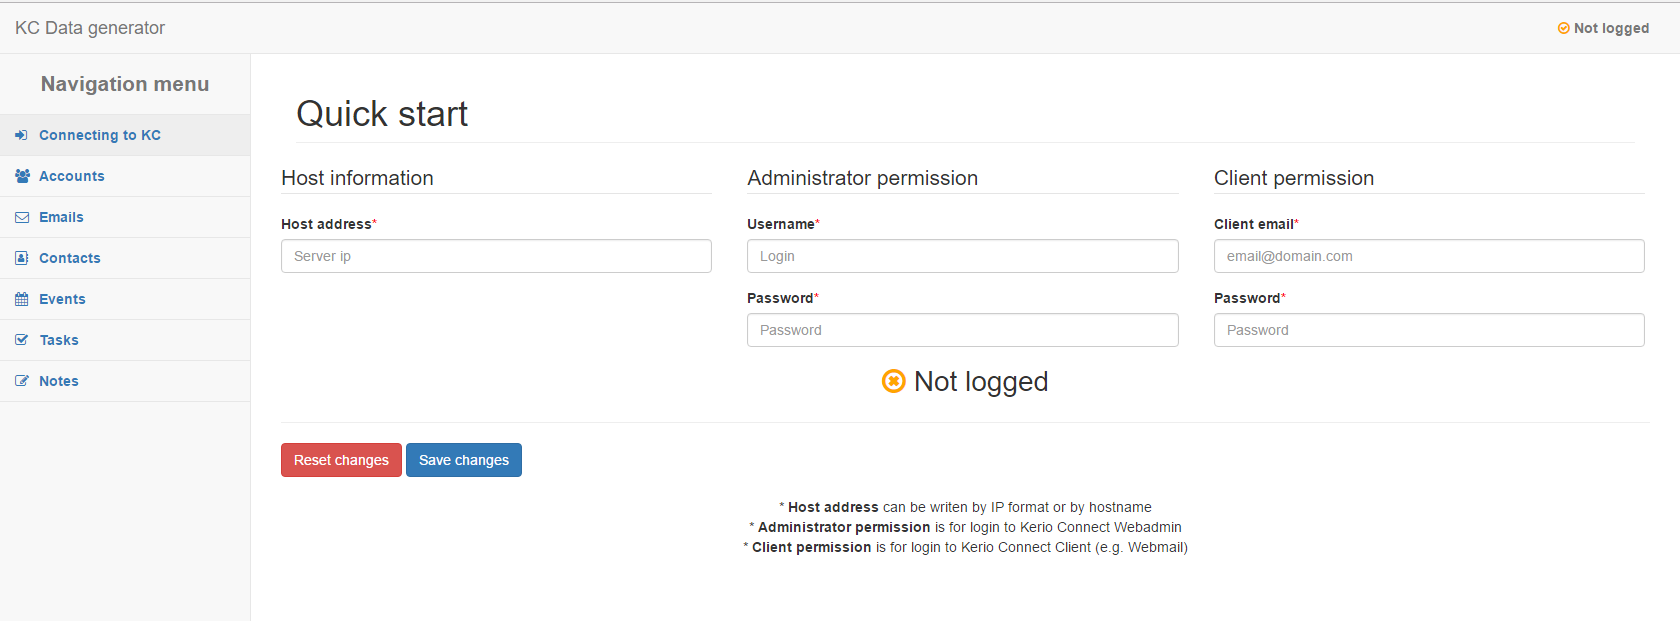 KC Data generator
Not logged
Navigation menu
Connecting to KC
Accounts
Emails
Contacts
Events
Tasks
Notes
Quick start
Host information
Host address*
Server ip
Administrator permission
Username*
Login
Password*
Password
Client permission
Client email*
email@domain.com
Password*
Password
Not logged
Reset changes
Save changes
* Host address can be writen by IP format or by hostname
* Administrator permission is for login to Kerio Connect Webadmin
* Client permission is for login to Kerio Connect Client (e.g. Webmail)